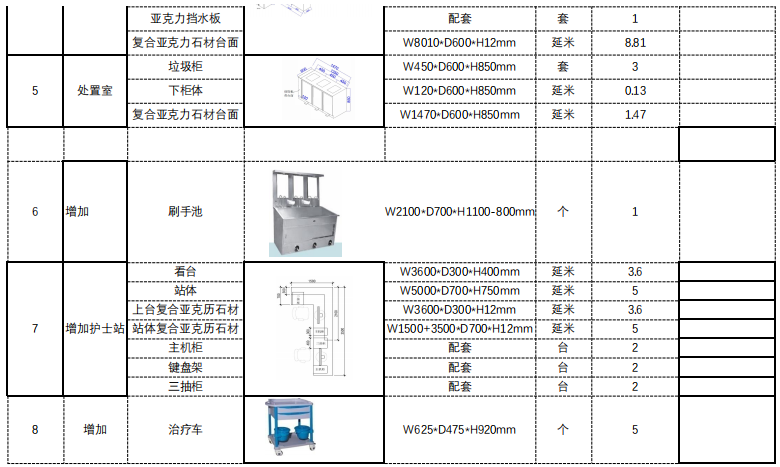 亚克力挡水板 配套 套 1
复合亚克力石材台面 W8010*D600*H12mm 延米 8.81
5 处置室 垃圾柜 W450*D600*H850mm 套 3
下柜体 W120*D600*H850mm 延米 0.13
复合亚克力石材台面 W1470*D600*H850mm 延米 1.47
6 增加 刷手池 W2100*D700*H1100-800mm 个 1
7 增加护士站 看台 W3600*D300*H400mm 延米 3.6
站体 W5000*D700*H750mm 延米 5
上台复合亚克历石材 W3600*D300*H12mm 延米 3.6
站体复合亚克历石材 W1500+3500*D700*H12mm 延米 5
主机柜 配套 台 2
键盘架 配套 台 2
三抽柜 配套 台 2
8 增加 治疗车 W625*D475*H920mm 个 5